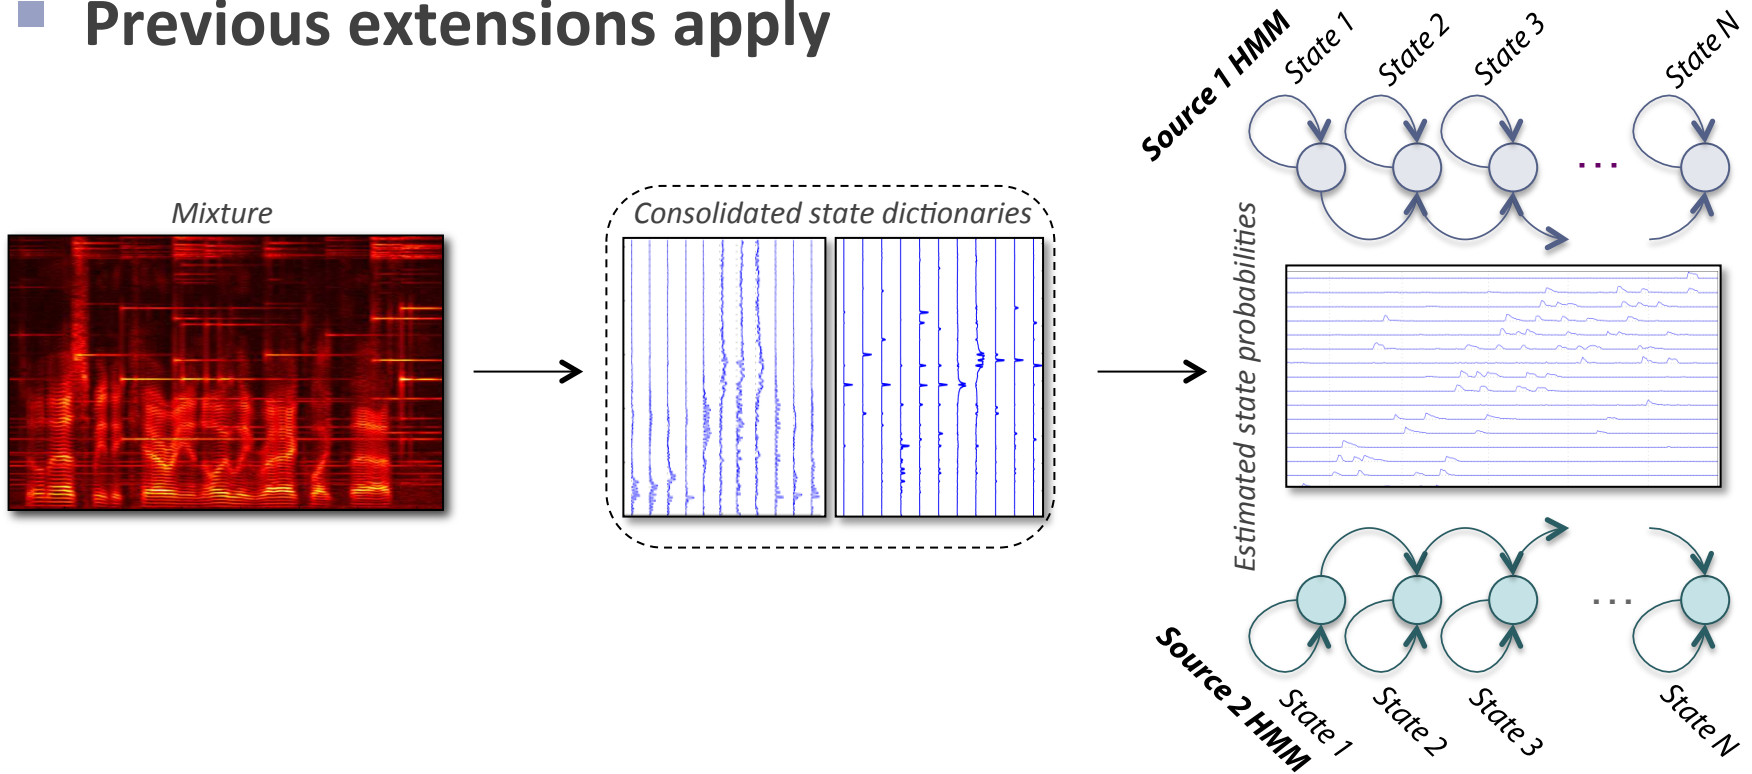 Previous extensions apply
Mixture
Consolidated state dictionaries
Source 1 HMM
State 1
State 2
State 3
State N
...
Estimated state probabilities
...
Source 2 HMM
State 1
State 2
State 3
State N